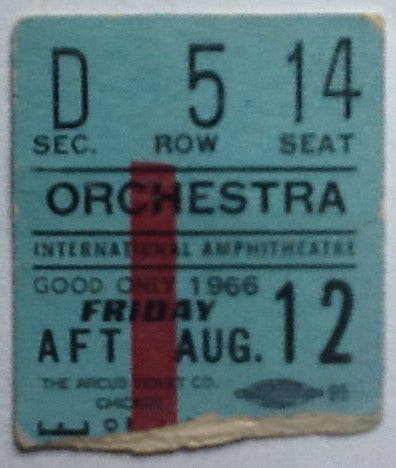 D 5 14
SEC. ROW SEAT
ORCHESTRA
INTERNATIONAL AMPHITHEATRE
GOOD ONLY 1966
FRIDAY
AFT AUG. 12
THE ARCUS TICKET CO.
CHICAGO